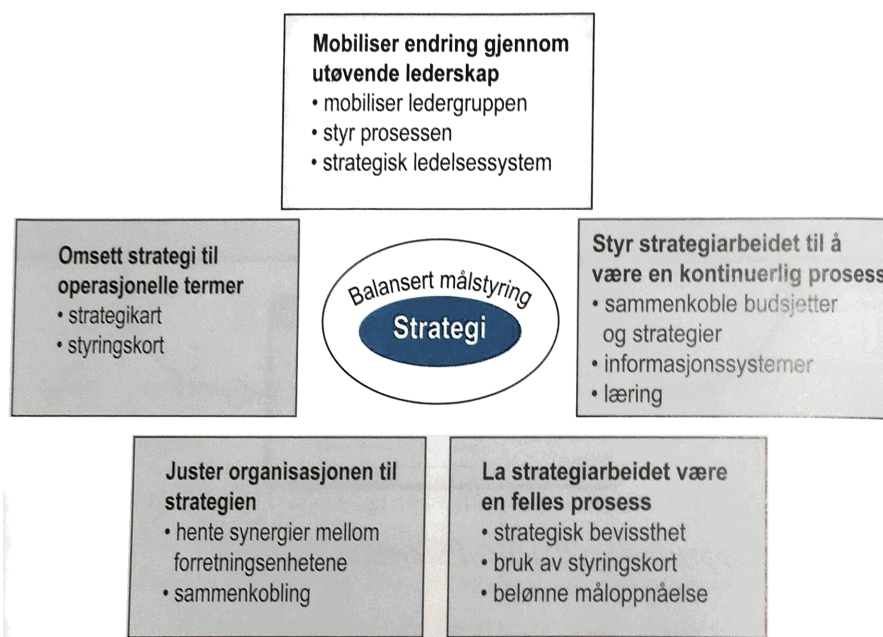 Mobiliser endring gjennom
utøvende lederskap
• mobiliser ledergruppen
• styr prosessen
• strategisk ledelsessystem
Omsett strategi til
operasjonelle termer
• strategikart
• styringskort
Balansert målstyring
Strategi
Styr strategiarbeidet til å
være en kontinuerlig prosess
• sammenkoble budsjetter
og strategier
• informasjonssystemer
• læring
Juster organisasjonen til
strategien
• hente synergier mellom
forretningsenhetene
• sammenkobling
La strategiarbeidet være
en felles prosess
• strategisk bevissthet
• bruk av styringskort
• belønne måloppnåelse